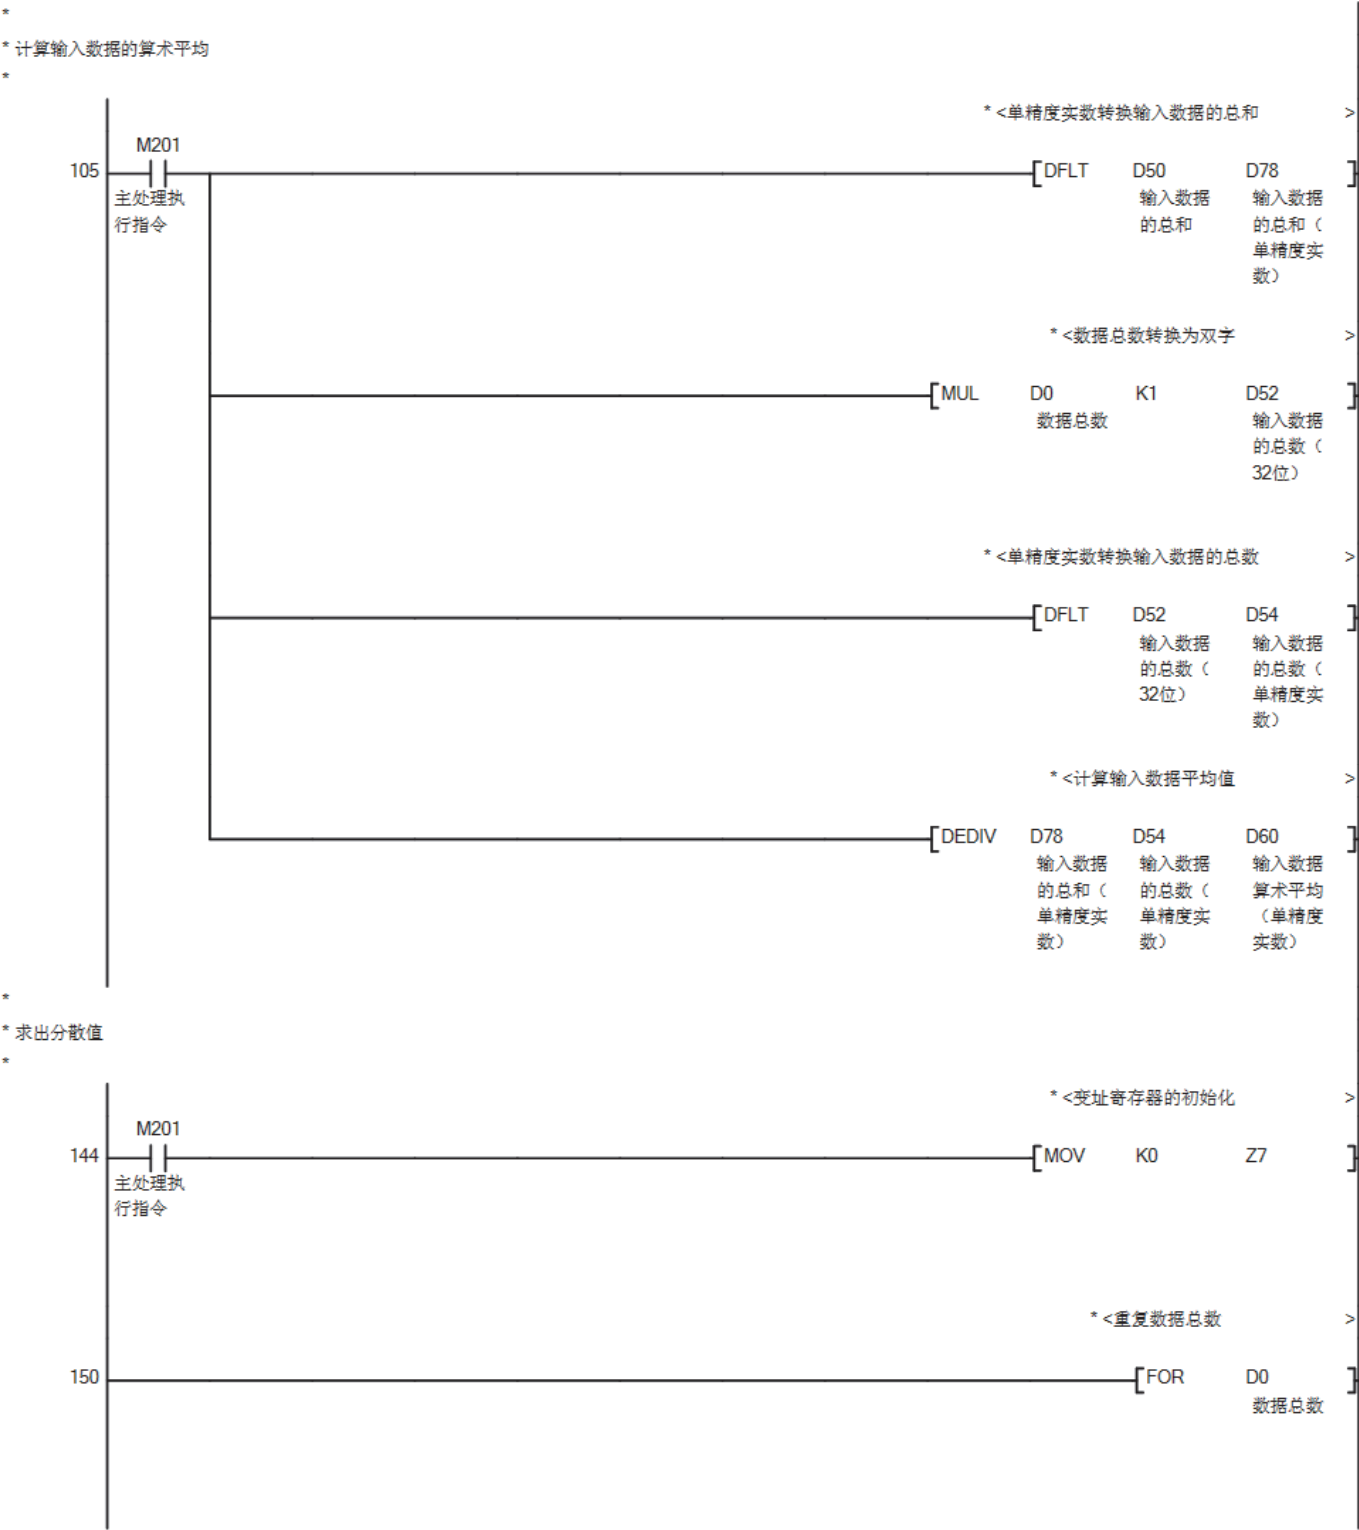 *
* 计算输入数据的算术平均
*
* <单精度实数转换输入数据的总和 >
M201
105 DFLT D50 D78
主处理执 输入数据 输入数据
行指令 的总和 的总和（
单精度实
数）
* <数据总数转换为双字 >
MUL D0 K1 D52
数据总数 输入数据
的总数（
32位）
* <单精度实数转换输入数据的总数 >
DFLT D52 D54
输入数据 输入数据
的总数（ 的总数（
32位） 单精度实
数）
* <计算输入数据平均值 >
DEDIV D78 D54 D60
输入数据 输入数据 输入数据
的总和（ 的总数（ 算术平均
单精度实 单精度实 （单精度
数） 数） 实数）
*
* 求出分散值
*
* <变址寄存器的初始化 >
M201
144 MOV K0 Z7
主处理执
行指令
* <重复数据总数 >
150 FOR D0
数据总数